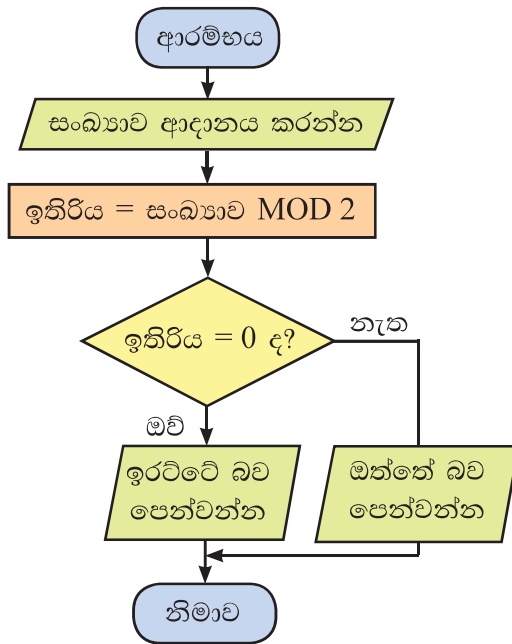 ආරම්භය
සංඛ්‍යාව ආදානය කරන්න
ඉතිරිය = සංඛ්‍යාව MOD 2
ඉතිරිය = 0 ද?
නැත
ඔව්
ඉරට්ටේ බව
පෙන්වන්න
ඔත්තේ බව
පෙන්වන්න
නිමාව